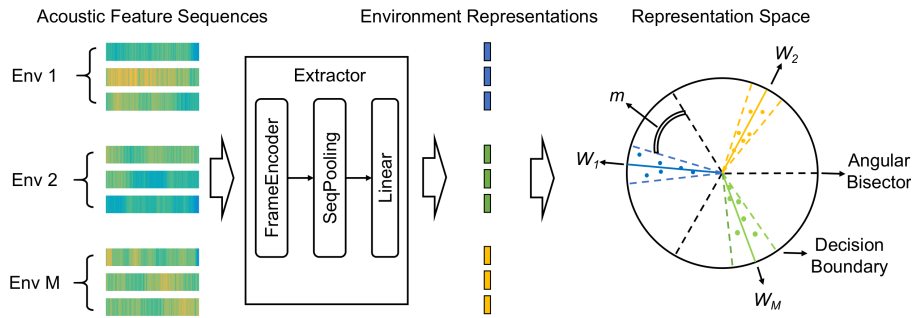 Acoustic Feature Sequences
Environment Representations
Representation Space
Env 1
Env 2
Env M
Extractor
FrameEncoder
SeqPooling
Linear
m
W2
W1
WM
Angular
Bisector
Decision
Boundary